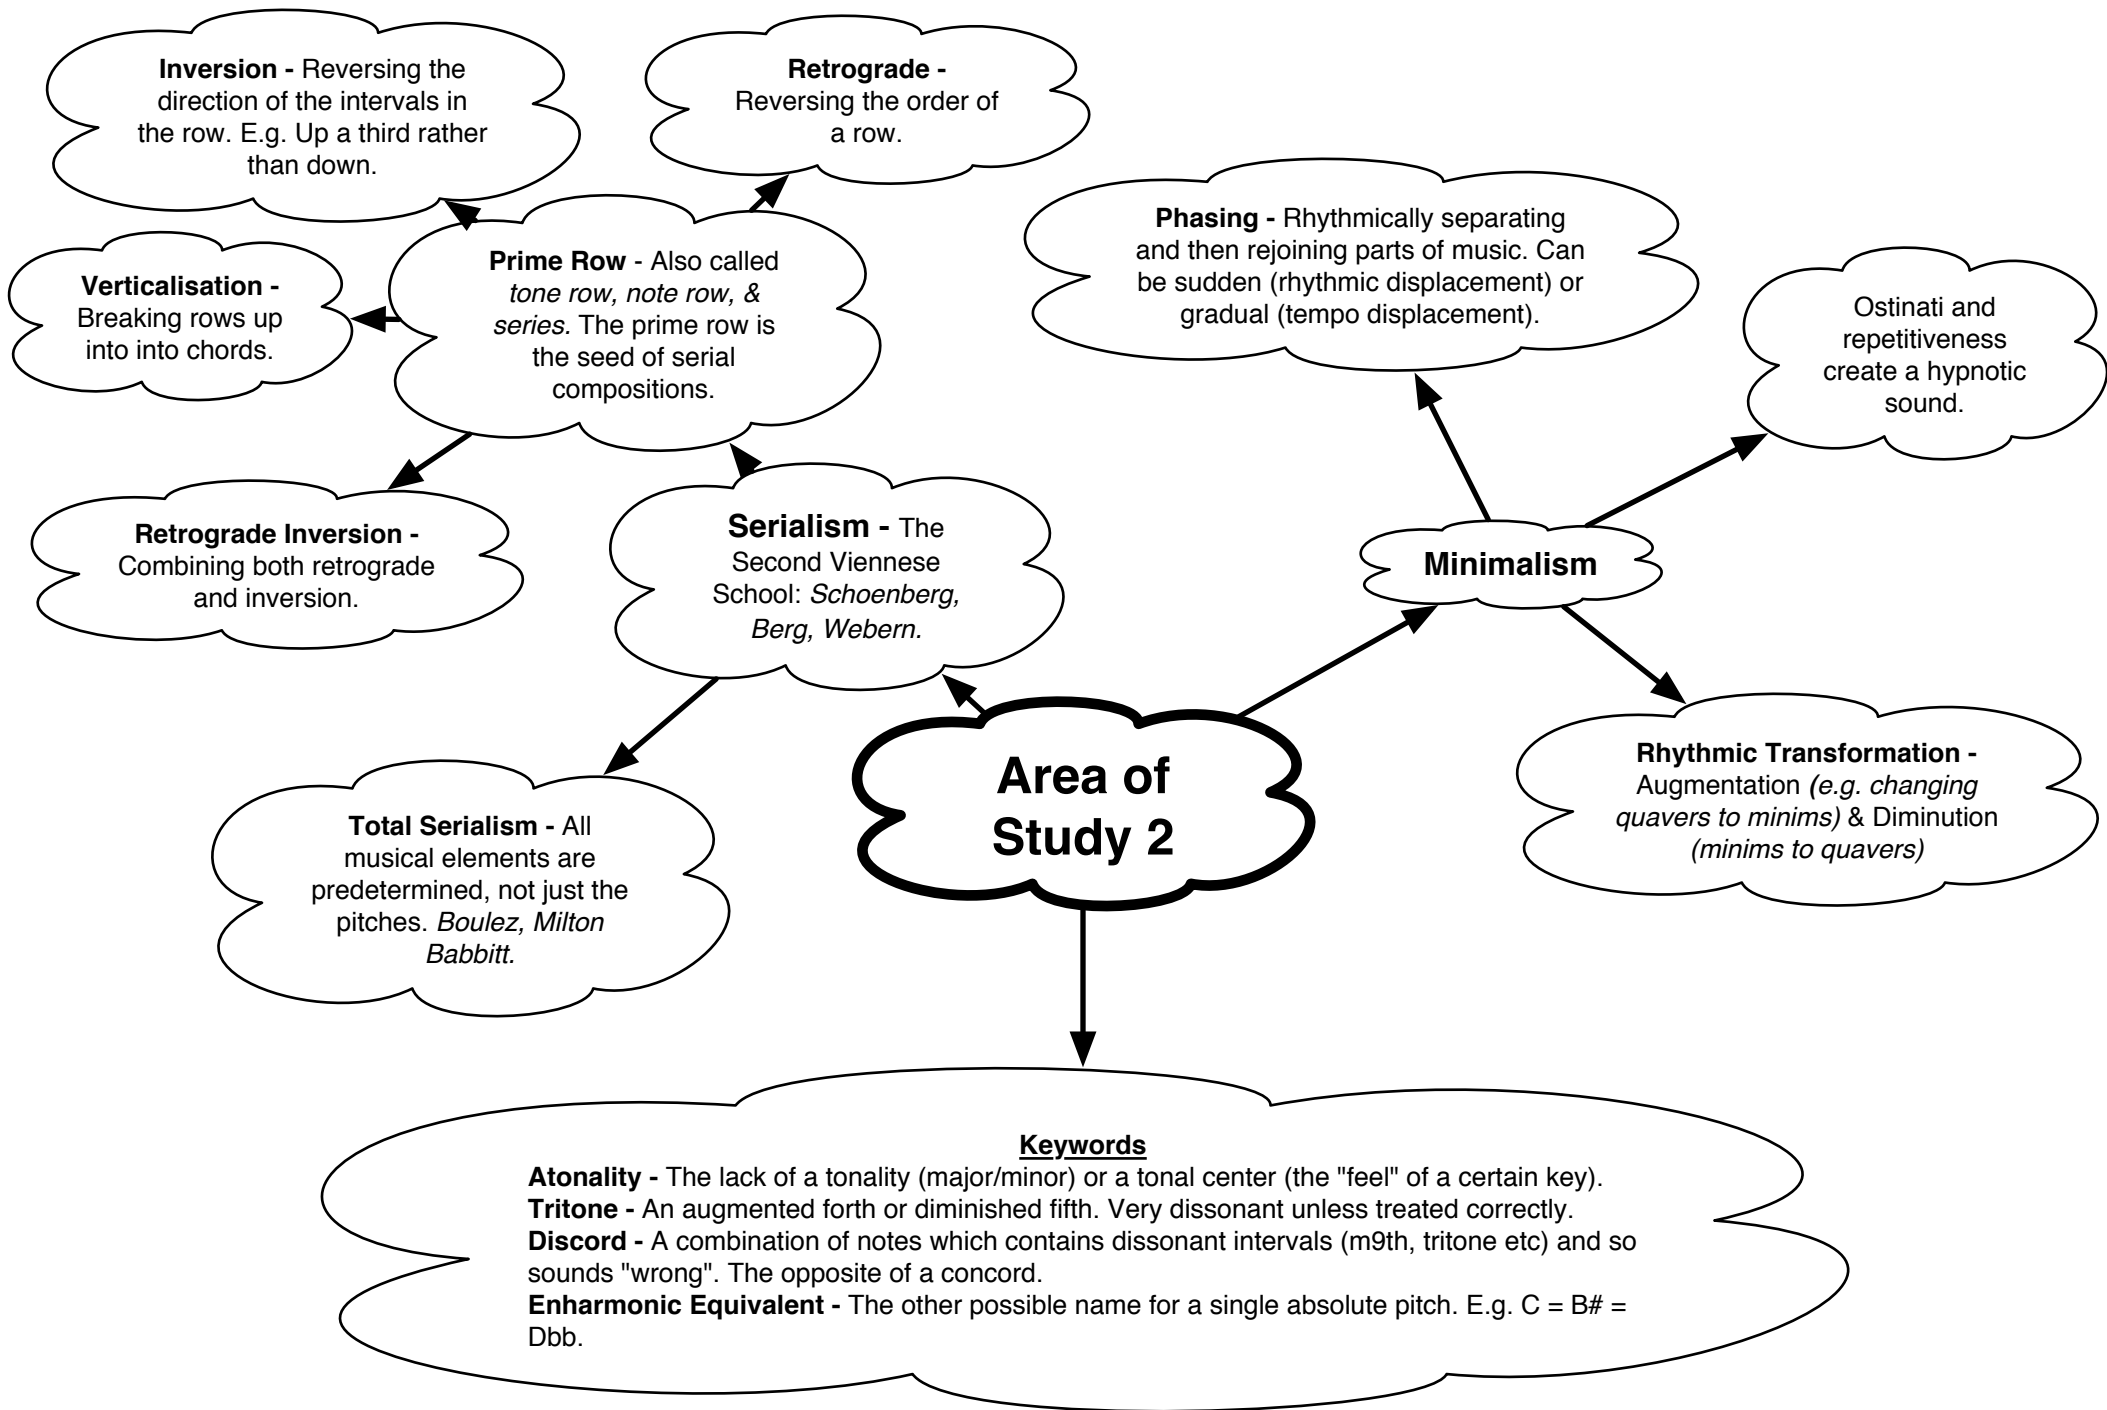 Inversion - Reversing the
direction of the intervals in
the row. E.g. Up a third rather
than down.
Retrograde -
Reversing the order of
a row.
Phasing - Rhythmically separating
and then rejoining parts of music. Can
be sudden (rhythmic displacement) or
gradual (tempo displacement).
Verticalisation -
Breaking rows up
into into chords.
Prime Row - Also called
tone row, note row, &
series. The prime row is
the seed of serial
compositions.
Ostinati and
repetitiveness
create a hypnotic
sound.
Retrograde Inversion -
Combining both retrograde
and inversion.
Serialism - The
Second Viennese
School: Schoenberg,
Berg, Webern.
Minimalism
Total Serialism - All
musical elements are
predetermined, not just the
pitches. Boulez, Milton
Babbitt.
Area of
Study 2
Rhythmic Transformation -
Augmentation (e.g. changing
quavers to minims) & Diminution
(minims to quavers)
Keywords
Atonality - The lack of a tonality (major/minor) or a tonal center (the "feel" of a certain key).
Tritone - An augmented forth or diminished fifth. Very dissonant unless treated correctly.
Discord - A combination of notes which contains dissonant intervals (m9th, tritone etc) and so
sounds "wrong". The opposite of a concord.
Enharmonic Equivalent - The other possible name for a single absolute pitch. E.g. C = B# =
Dbb.